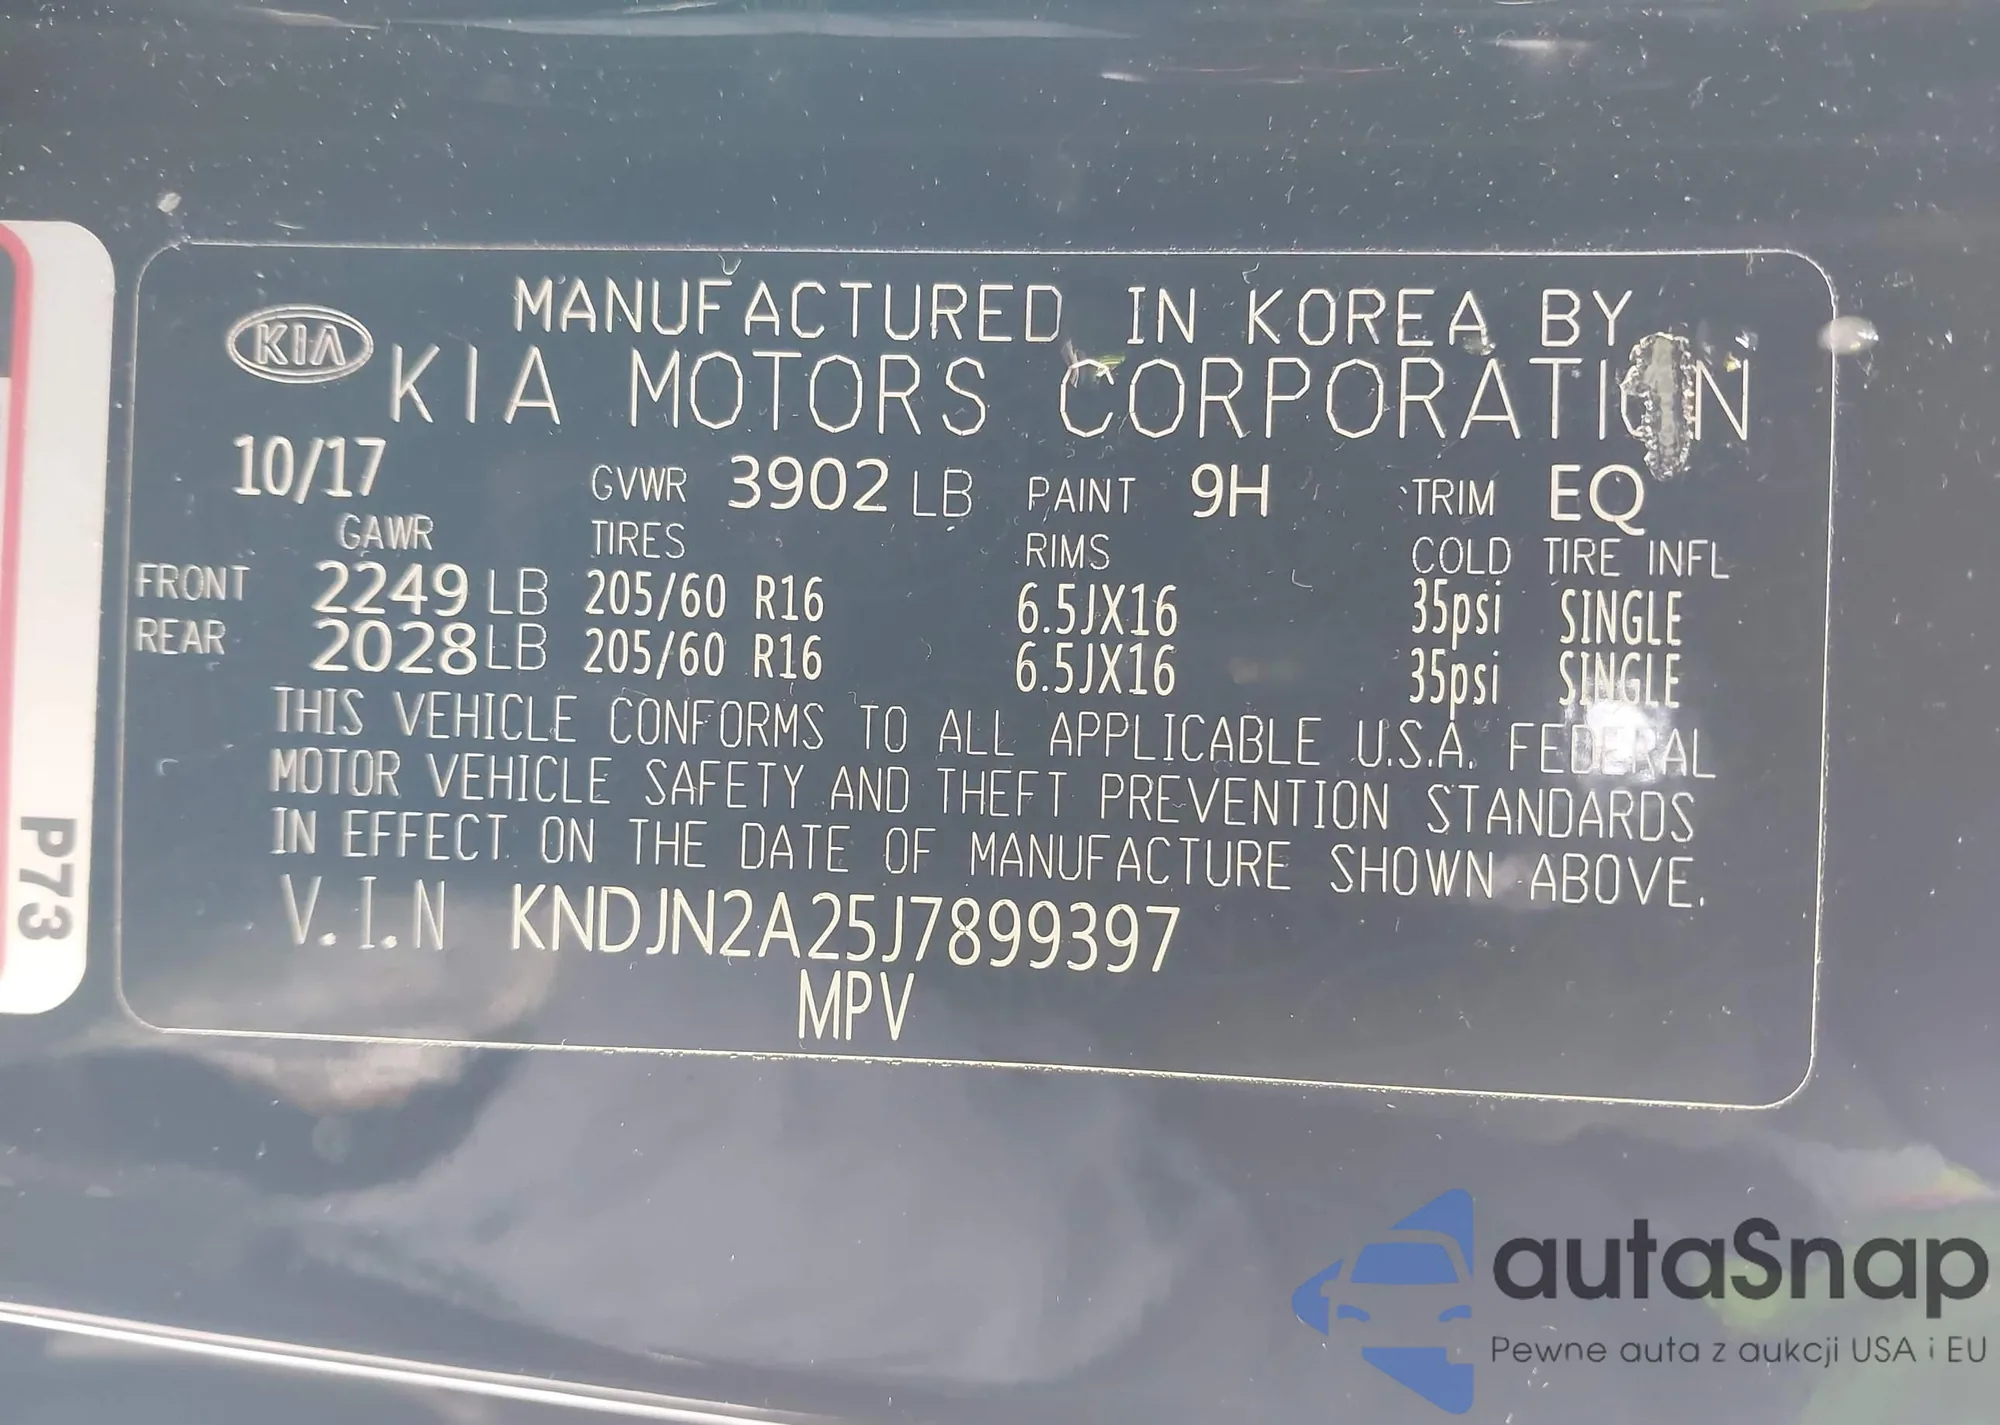 MANUFACTURED IN KOREA BY
KIA KIA MOTORS CORPORATION
10/17 GVWR 3902 LB PAINT 9H TRIM EQ
GAWR TIRES RIMS COLD TIRE INFL
FRONT 2249 LB 205/60 R16 6.5JX16 35psi SINGLE
REAR 2028 LB 205/60 R16 6.5JX16 35psi SINGLE
THIS VEHICLE CONFORMS TO ALL APPLICABLE U.S.A. FEDERAL
MOTOR VEHICLE SAFETY AND THEFT PREVENTION STANDARDS
IN EFFECT ON THE DATE OF MANUFACTURE SHOWN ABOVE.
V.I.N KNDJN2A25J7899397
MPV
P73
autaSnap
Pewne auta z aukcji USA i EU